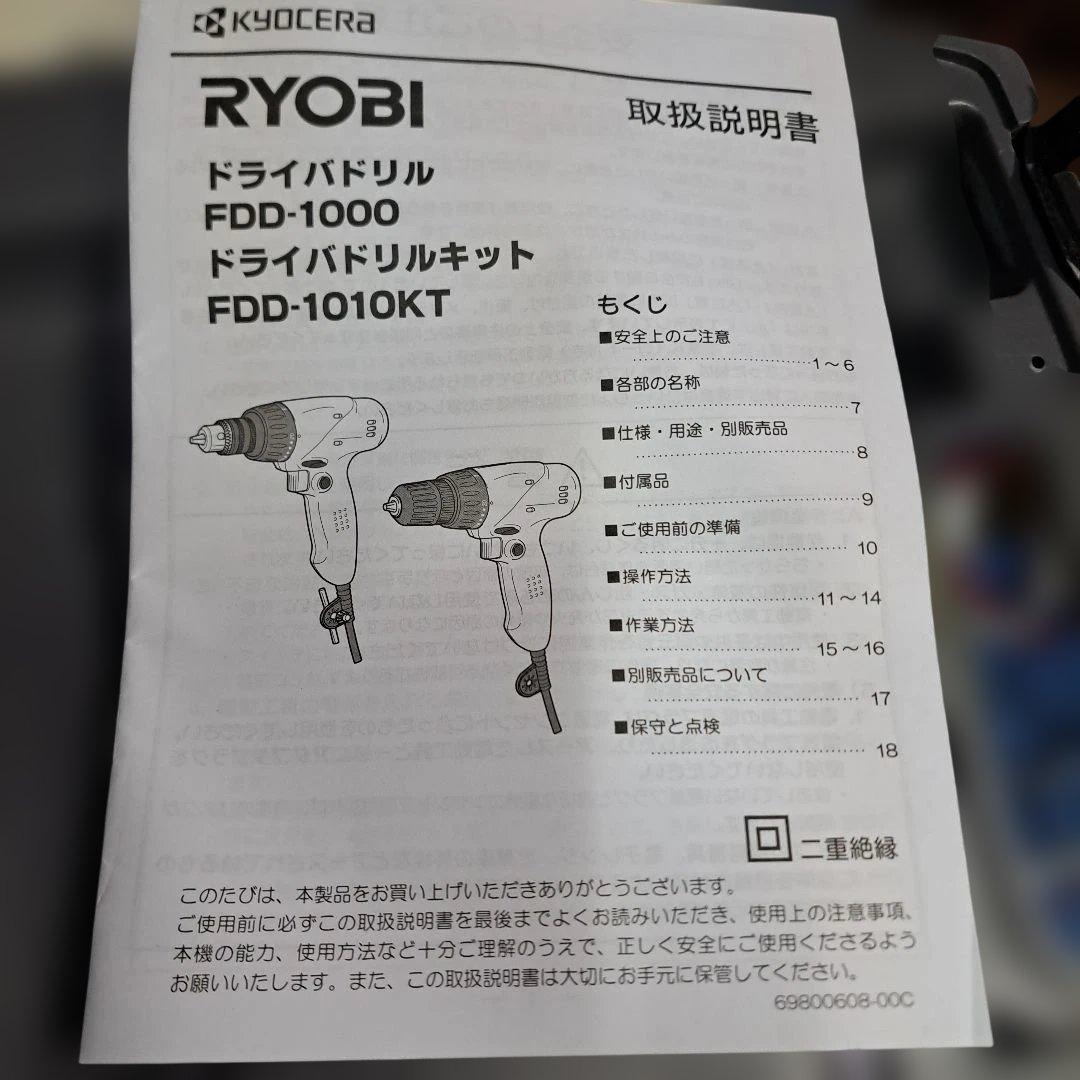 KYOCERA
RYOBI
取扱説明書
ドライバドリル
FDD-1000
ドライバドリルキット
FDD-1010KT
もくじ
■安全上のご注意
……………………………1～6
■各部の名称
……………………………7
■仕様・用途・別販売品
……………………………8
■付属品
……………………………9
■ご使用前の準備
……………………………10
■操作方法
……………………………11～14
■作業方法
……………………………15～16
■別販売品について
……………………………17
■保守と点検
……………………………18
二重絶縁
このたびは、本製品をお買い上げいただきありがとうございます。
ご使用前に必ずこの取扱説明書を最後までよくお読みいただき、使用上の注意事項、
本機の能力、使用方法など十分ご理解のうえで、正しく安全にご使用くださるよう
お願いいたします。また、この取扱説明書は大切にお手元に保管してください。
69800608-00C